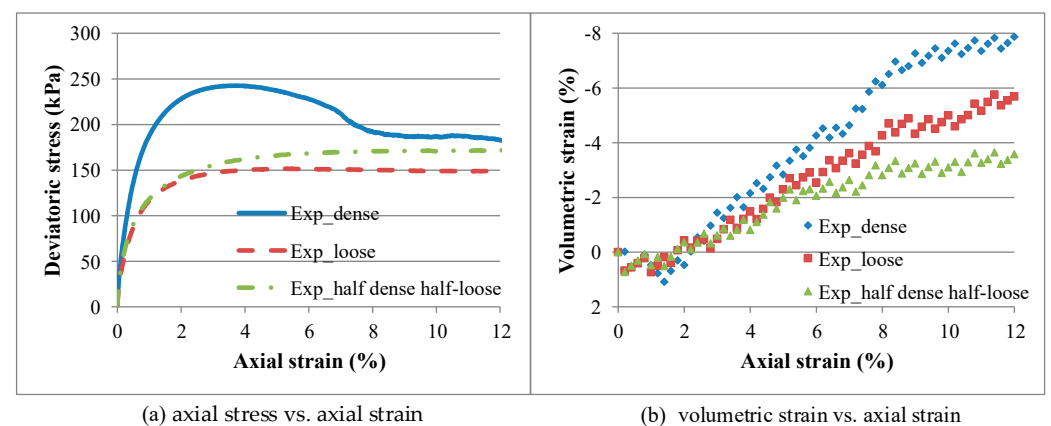 300
250
200
150
100
50
0
0 2 4 6 8 10 12
Deviatoric stress (kPa)
Axial strain (%)
Exp_dense
Exp_loose
Exp_half dense half-loose
(a) axial stress vs. axial strain
-8
-6
-4
-2
0
2
0 2 4 6 8 10 12
Volumetric strain (%)
Axial strain (%)
Exp_dense
Exp_loose
Exp_half dense half-loose
(b) volumetric strain vs. axial strain